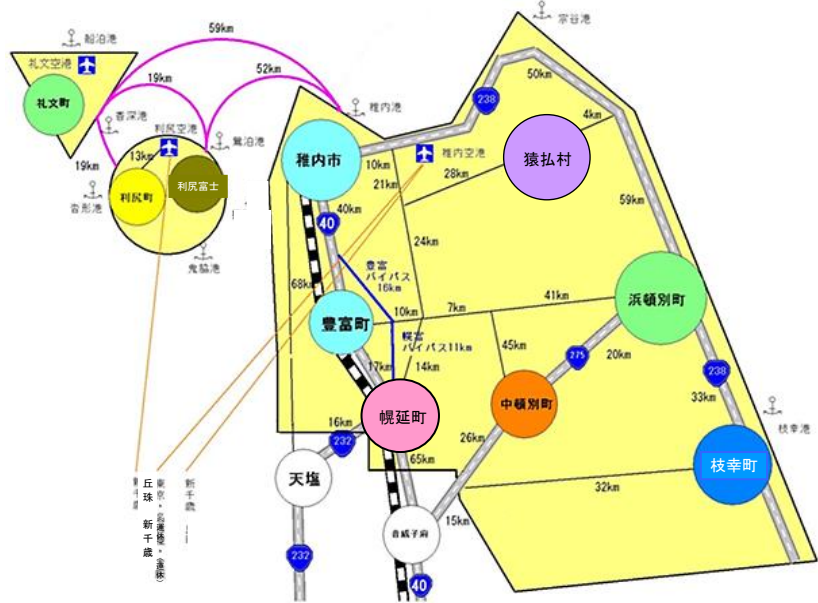 宗谷港
船泊港
59km
50km
礼文空港
52km
19km
238
礼文町
4km
香深港
稚内港
利尻空港
鴛泊港
稚内市
10km
稚内空港
猿払村
19km
13km
21km
28km
利尻町
利尻富士
沓形港
40km
59km
40
24km
鬼脇港
豊富
バイパス
16km
68km
41km
浜頓別町
7km
10km
豊富町
幌富
バイパス11km
45km
275
20km
17km
14km
238
33km
中頓別町
幌延町
枝幸港
16km
232
26km
65km
枝幸町
天塩
32km
新千歳
丘珠 新千歳
新千歳
15km
音威子府
232
40